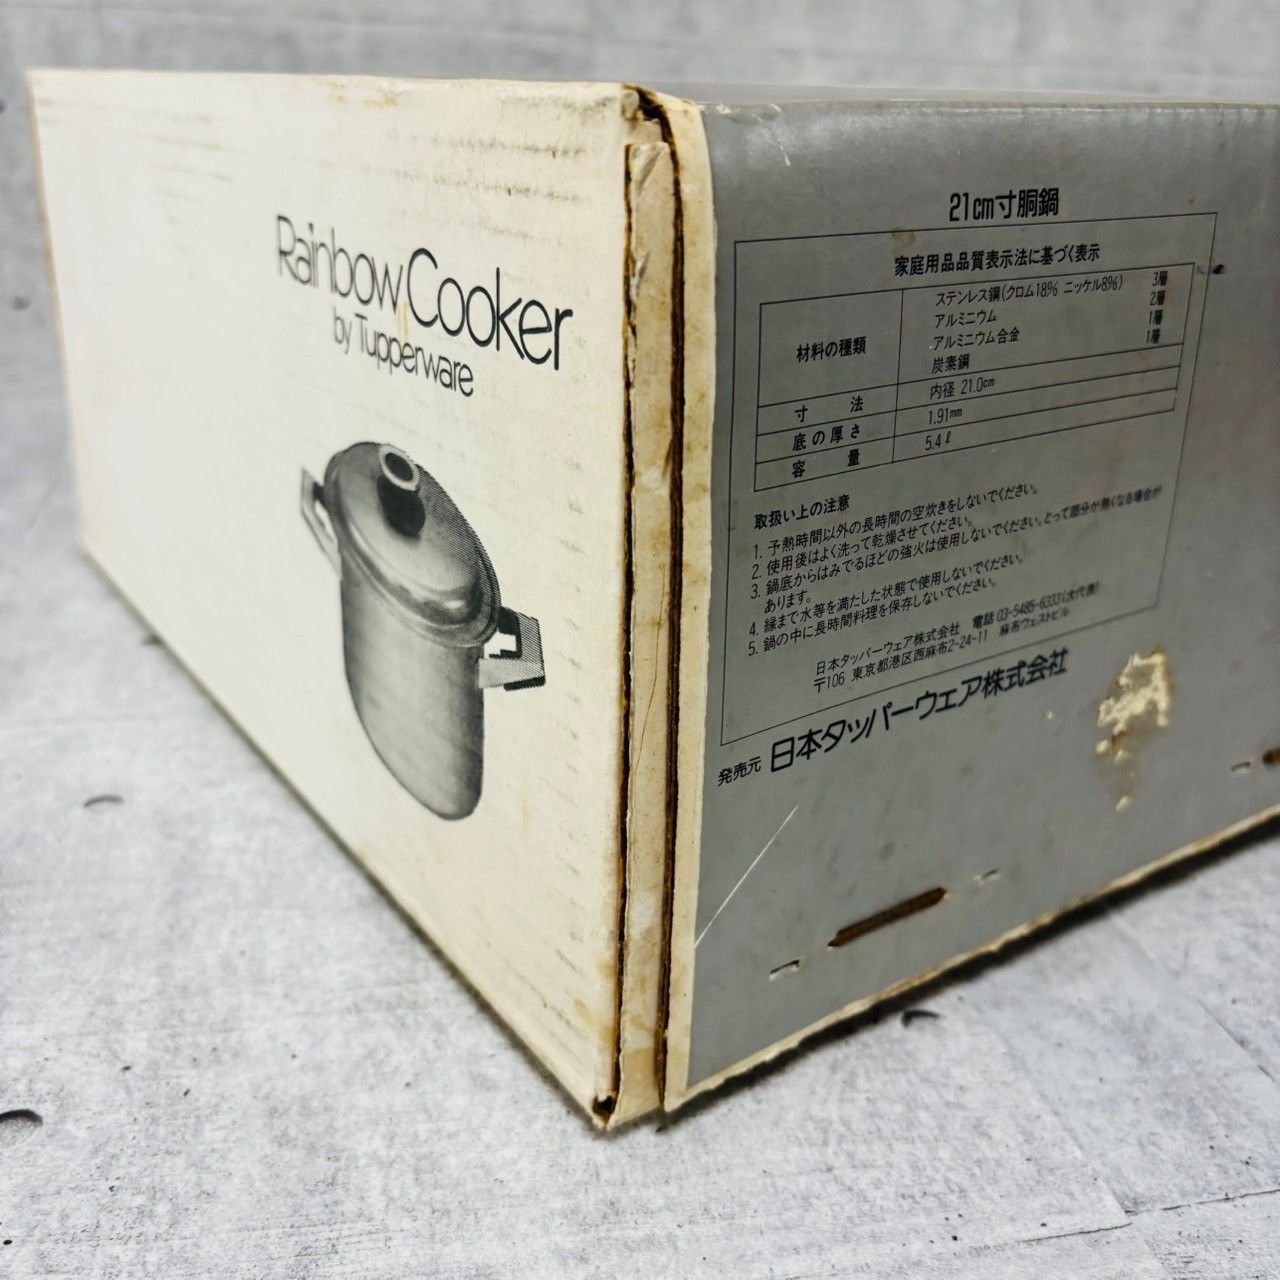 Rainbow Cooker
by Tupperware
21cm寸胴鍋
家庭用品品質表示法に基づく表示
材料の種類
ステンレス鋼(クロム18% ニッケル8%) 3層
アルミニウム 2層
アルミニウム合金 1層
炭素鋼 1層
寸法 内径 21.0cm
底の厚さ 1.91mm
容量 5.4ℓ
取扱い上の注意
1. 予熱時間以外の長時間の空炊きをしないでください。
2. 使用後はよく洗って乾燥させてください。
3. 鍋底からはみでるほどの強火は使用しないでください。とって部分が熱くなる場合が
あります。
4. 縁まで水等を満たした状態で使用しないでください。
5. 鍋の中に長時間料理を保存しないでください。
日本タッパーウェア株式会社 電話 03-5485-6333(大代表)
〒106 東京都港区西麻布2-24-11 麻布ウェストビル
発売元 日本タッパーウェア株式会社